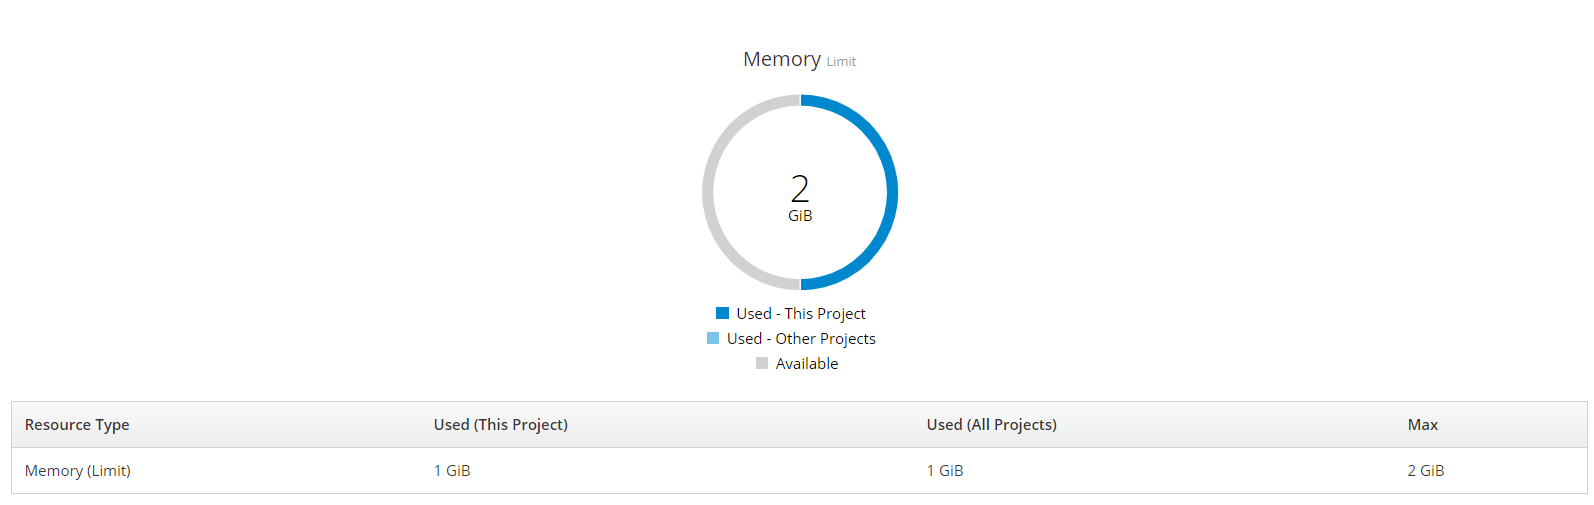 Memory Limit
2
GiB
Used - This Project
Used - Other Projects
Available
Resource Type Used (This Project) Used (All Projects) Max
Memory (Limit) 1 GiB 1 GiB 2 GiB